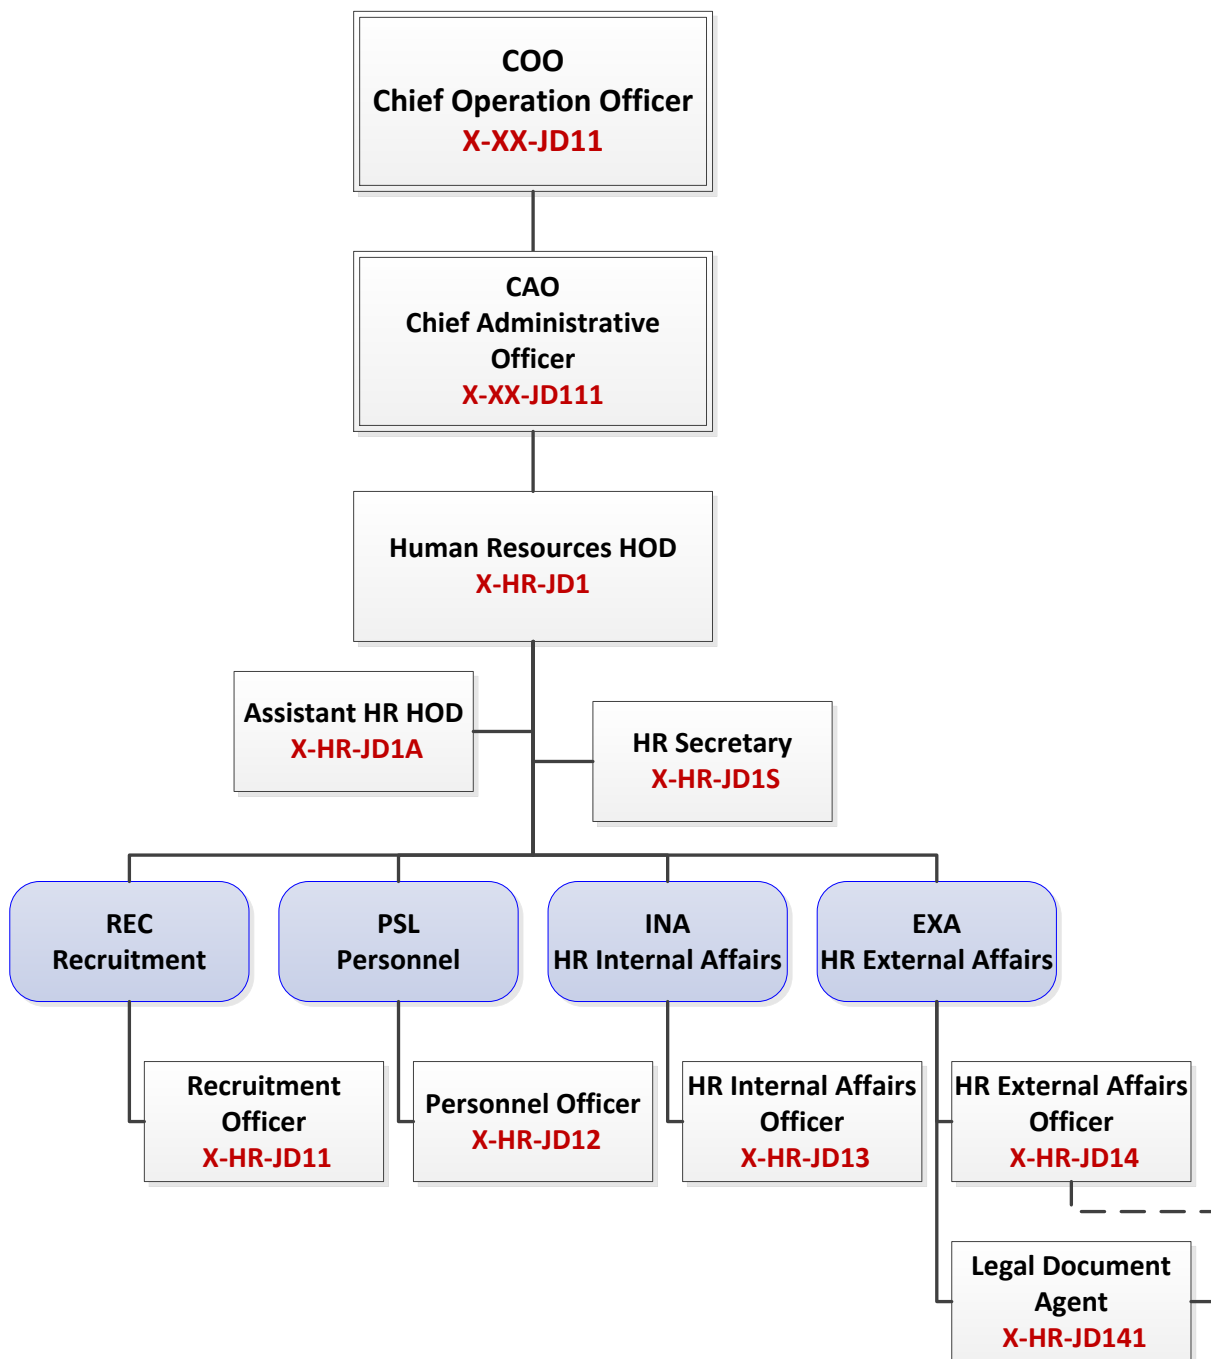 COO
Chief Operation Officer
X-XX-JD11
CAO
Chief Administrative
Officer
X-XX-JD111
Human Resources HOD
X-HR-JD1
Assistant HR HOD
X-HR-JD1A
HR Secretary
X-HR-JD1S
REC
Recruitment
PSL
Personnel
INA
HR Internal Affairs
EXA
HR External Affairs
Recruitment
Officer
X-HR-JD11
Personnel Officer
X-HR-JD12
HR Internal Affairs
Officer
X-HR-JD13
HR External Affairs
Officer
X-HR-JD14
Legal Document
Agent
X-HR-JD141